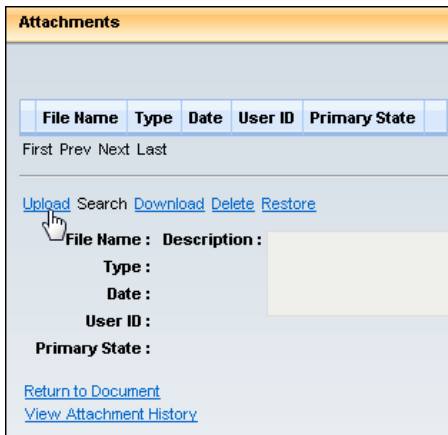 Attachments
File Name Type Date User ID Primary State
First Prev Next Last
Upload Search Download Delete Restore
File Name : Description :
Type :
Date :
User ID :
Primary State :
Return to Document
View Attachment History